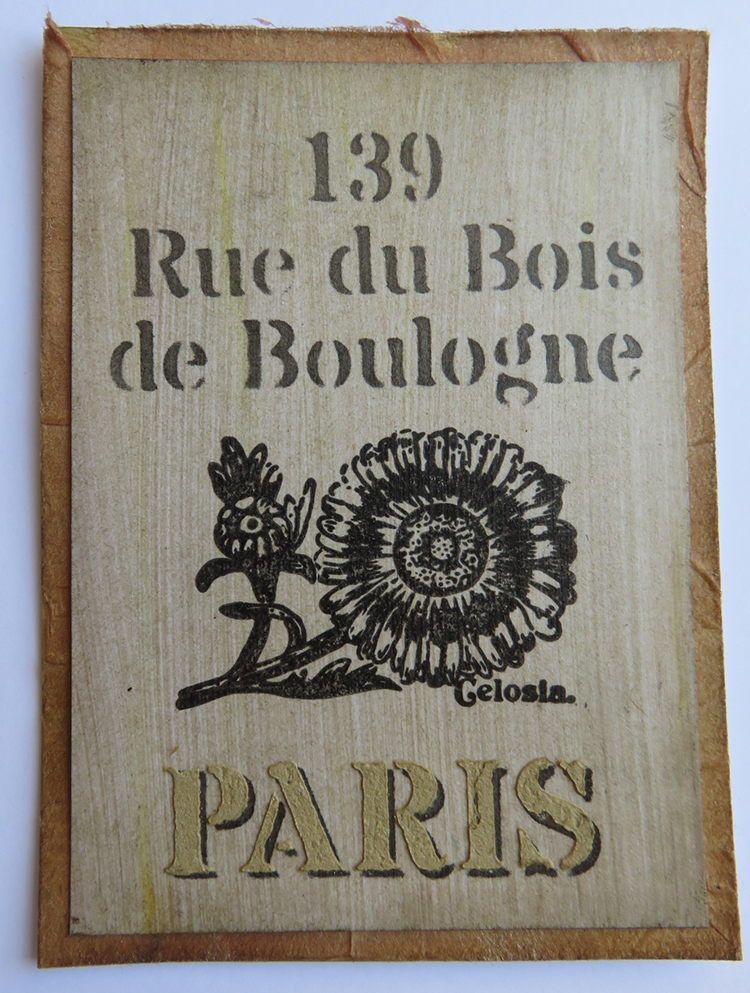 139
Rue du Bois
de Boulogne
Celosia.
PARIS